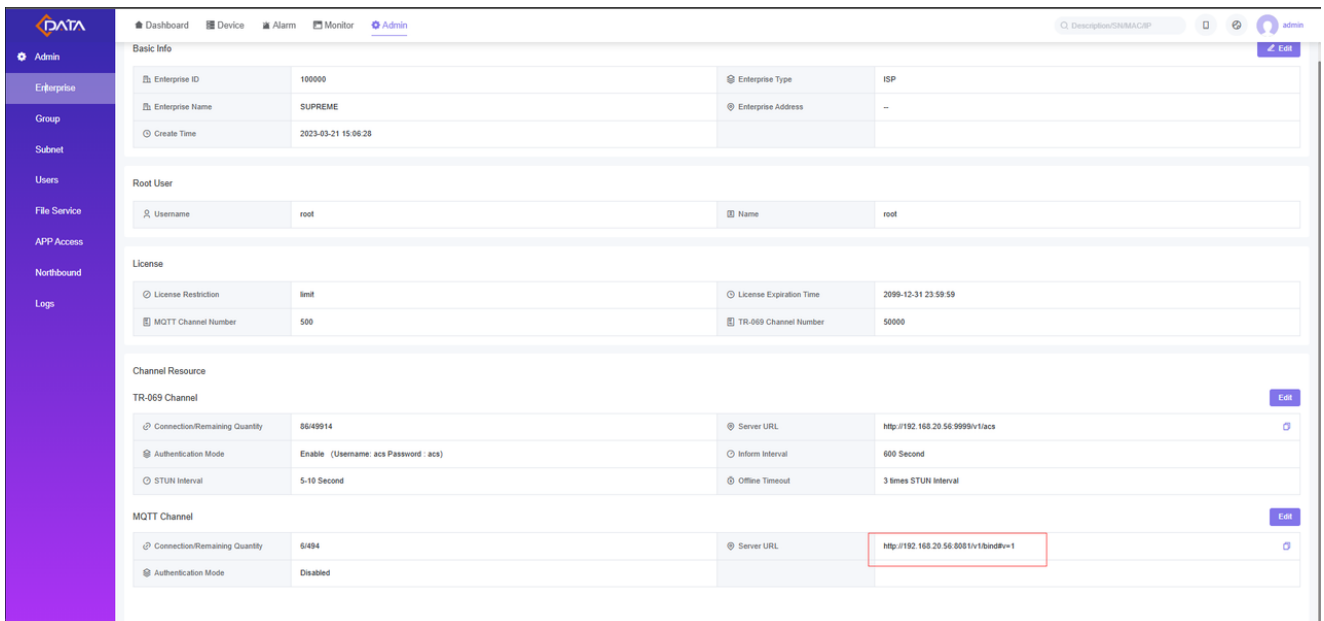 DATA
Dashboard Device Alarm Monitor Admin Description/SN/MAC/IP admin
Admin
Enterprise
Group
Subnet
Users
File Service
APP Access
Northbound
Logs
Basic Info Edit
Enterprise ID 100000 Enterprise Type ISP
Enterprise Name SUPREME Enterprise Address --
Create Time 2023-03-21 15:06:28
Root User
Username root Name root
License
License Restriction limit License Expiration Time 2099-12-31 23:59:59
MQTT Channel Number 500 TR-069 Channel Number 50000
Channel Resource
TR-069 Channel Edit
Connection/Remaining Quantity 86/49914 Server URL http://192.168.20.56:9999/v1/acs
Authentication Mode Enable (Username: acs Password : acs) Inform Interval 600 Second
STUN Interval 5-10 Second Offline Timeout 3 times STUN Interval
MQTT Channel Edit
Connection/Remaining Quantity 6/494 Server URL http://192.168.20.56:8081/v1/bind#v=1
Authentication Mode Disabled